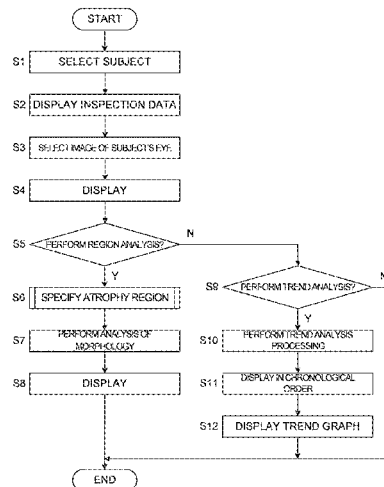 START
S1 SELECT SUBJECT
S2 DISPLAY INSPECTION DATA
S3 SELECT IMAGE OF SUBJECT'S EYE
S4 DISPLAY
S5 PERFORM REGION ANALYSIS? N
Y
S6 SPECIFY ATROPHY REGION
S7 PERFORM ANALYSIS OF
MORPHOLOGY
S8 DISPLAY
S9 PERFORM TREND ANALYSIS? N
Y
S10 PERFORM TREND ANALYSIS
PROCESSING
S11 DISPLAY IN CHRONOLOGICAL
ORDER
S12 DISPLAY TREND GRAPH
END